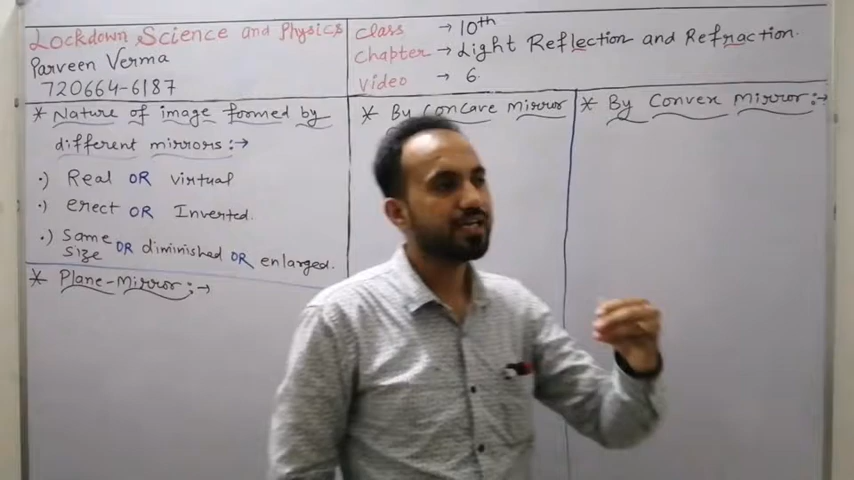 Lockdown Science and Physics
Parveen Verma
720664-6187
Class → 10th
Chapter → Light Reflection and Refraction.
Video → 6.
* Nature of image formed by
different mirrors :→
•) Real OR virtual
•) erect OR Inverted.
•) Same size OR diminished OR enlarged.
* Plane-Mirror :→
* By Concave mirror
* By Convex mirror :→